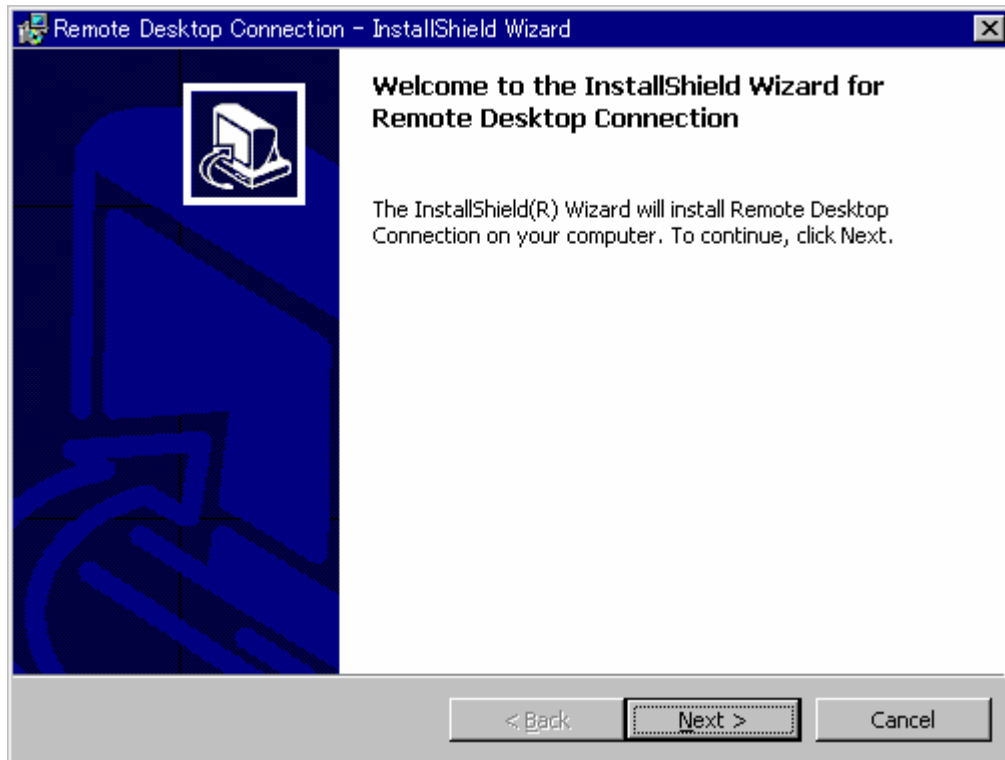 Remote Desktop Connection - InstallShield Wizard
Welcome to the InstallShield Wizard for
Remote Desktop Connection
The InstallShield(R) Wizard will install Remote Desktop
Connection on your computer. To continue, click Next.
< Back
Next >
Cancel